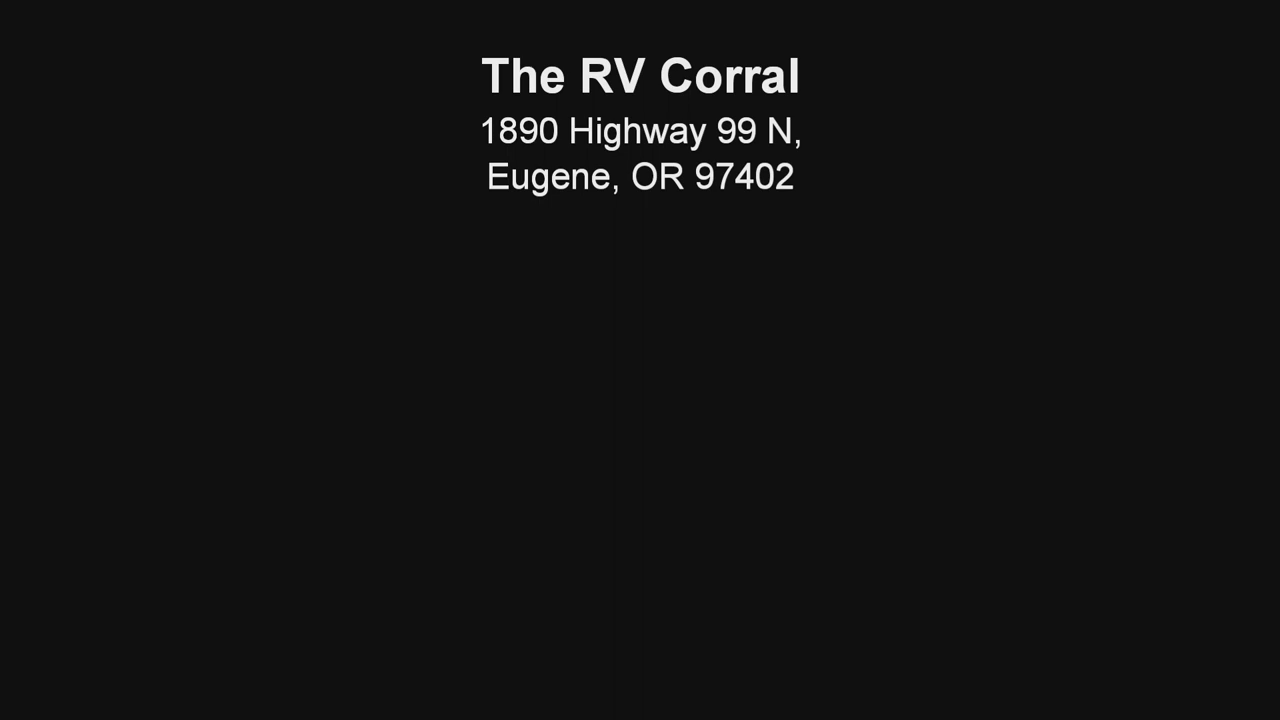 The RV Corral
1890 Highway 99 N,
Eugene, OR 97402